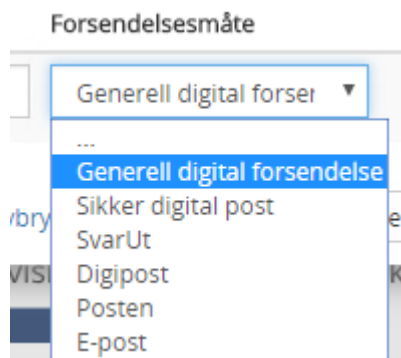 Forsendelsesmåte
Generell digital forser
...
Generell digital forsendelse
Sikker digital post
SvarUt
Digipost
Posten
E-post